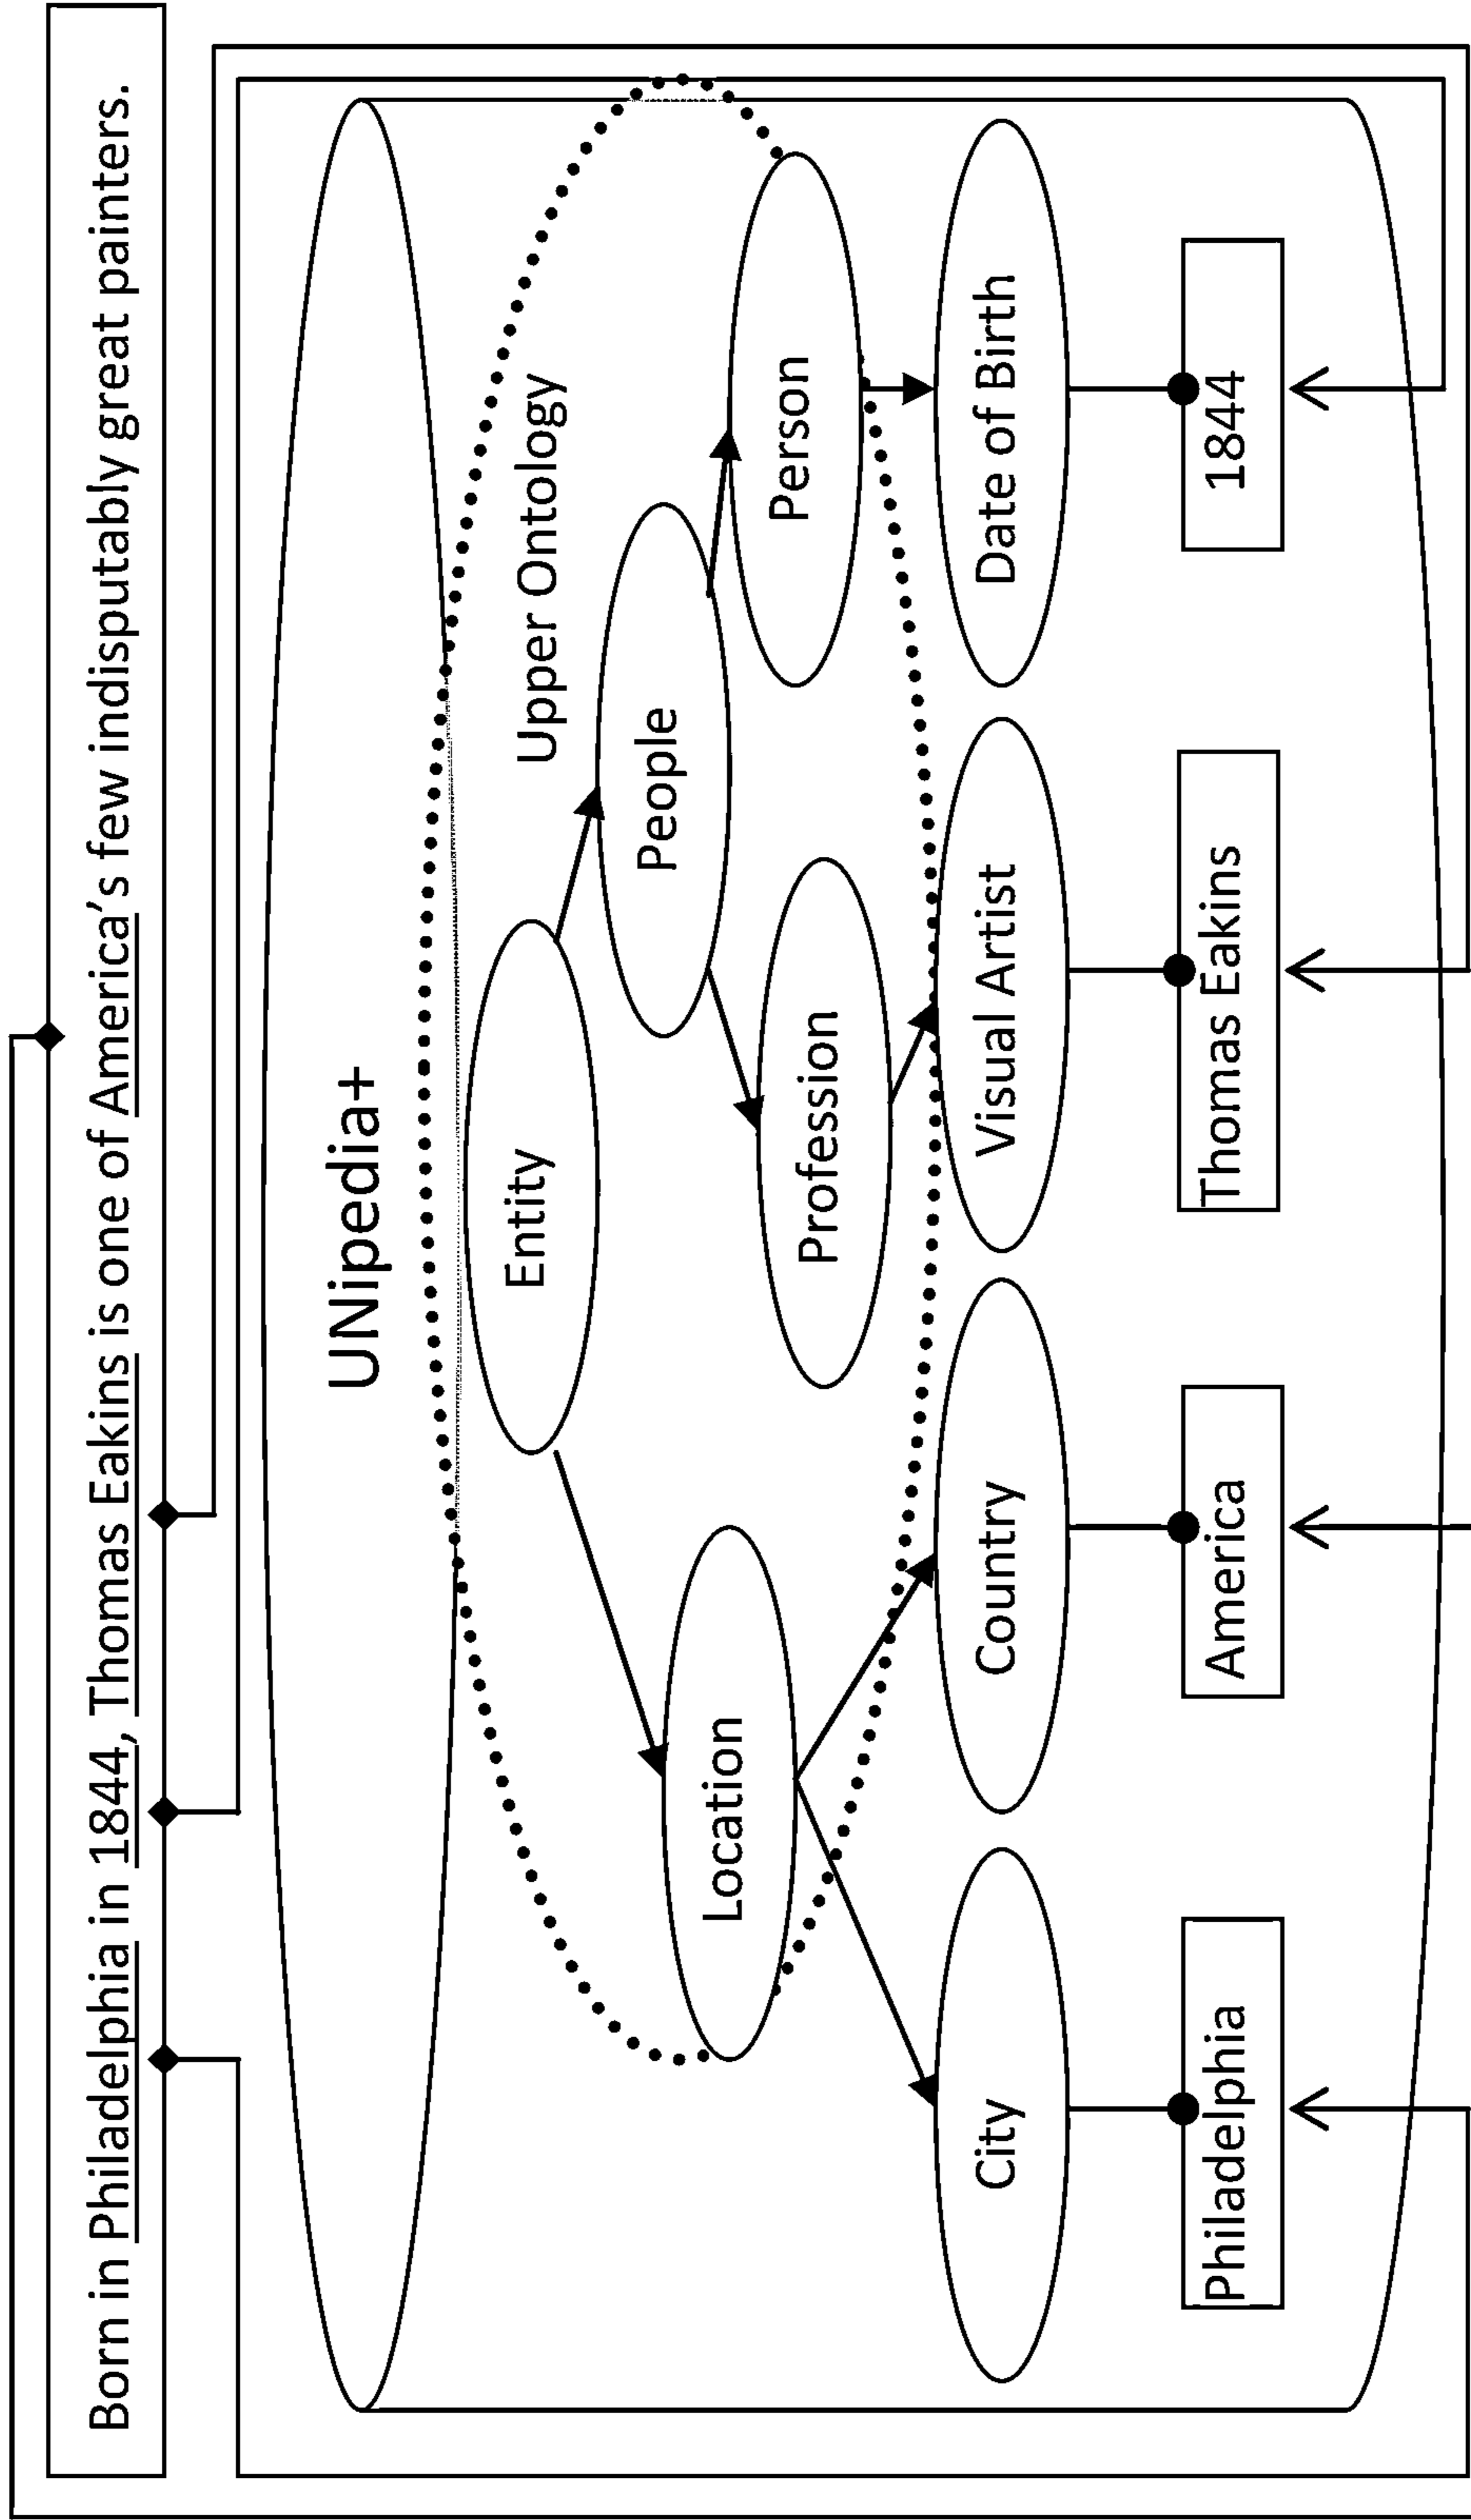 Born in Philadelphia in 1844, Thomas Eakins is one of America's few indisputably great painters.
UNipedia+
Upper Ontology
Entity
People
Location
Profession
Person
City
Country
Visual Artist
Date of Birth
Philadelphia
America
Thomas Eakins
1844